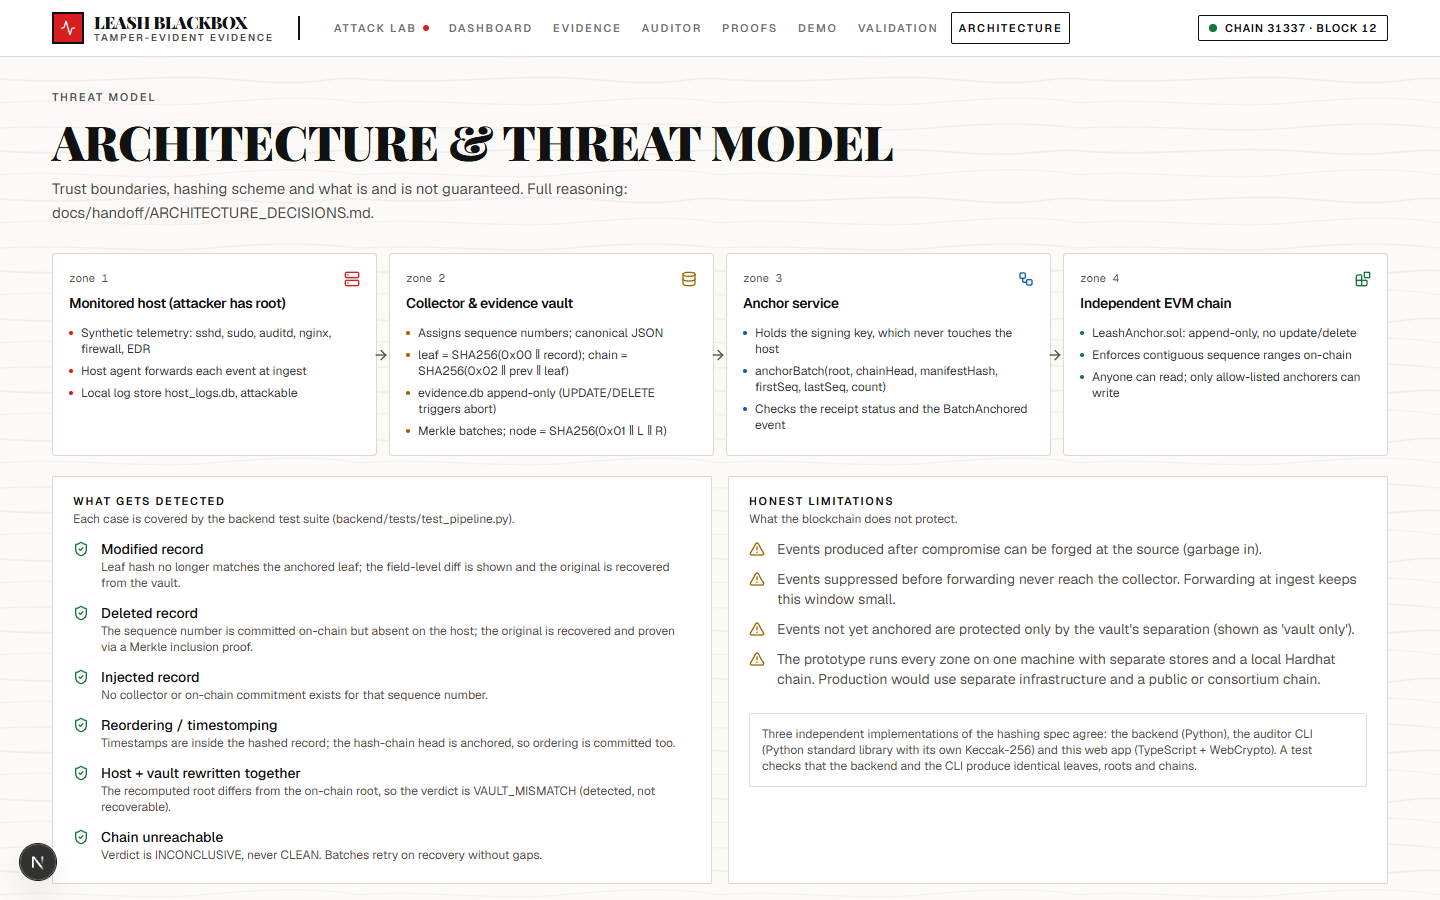 LEASH BLACKBOX
TAMPER-EVIDENT EVIDENCE
ATTACK LAB
DASHBOARD
EVIDENCE
AUDITOR
PROOFS
DEMO
VALIDATION
ARCHITECTURE
CHAIN 31337 · BLOCK 12
THREAT MODEL
ARCHITECTURE & THREAT MODEL
Trust boundaries, hashing scheme and what is and is not guaranteed. Full reasoning:
docs/handoff/ARCHITECTURE_DECISIONS.md.
zone 1
Monitored host (attacker has root)
Synthetic telemetry: sshd, sudo, auditd, nginx,
firewall, EDR
Host agent forwards each event at ingest
Local log store host_logs.db, attackable
zone 2
Collector & evidence vault
Assigns sequence numbers; canonical JSON
leaf = SHA256(0x00 ‖ record); chain =
SHA256(0x02 ‖ prev ‖ leaf)
evidence.db append-only (UPDATE/DELETE
triggers abort)
Merkle batches; node = SHA256(0x01 ‖ L ‖ R)
zone 3
Anchor service
Holds the signing key, which never touches the
host
anchorBatch(root, chainHead, manifestHash,
firstSeq, lastSeq, count)
Checks the receipt status and the BatchAnchored
event
zone 4
Independent EVM chain
LeashAnchor.sol: append-only, no update/delete
Enforces contiguous sequence ranges on-chain
Anyone can read; only allow-listed anchorers can
write
WHAT GETS DETECTED
Each case is covered by the backend test suite (backend/tests/test_pipeline.py).
Modified record
Leaf hash no longer matches the anchored leaf; the field-level diff is shown and the original is recovered
from the vault.
Deleted record
The sequence number is committed on-chain but absent on the host; the original is recovered and proven
via a Merkle inclusion proof.
Injected record
No collector or on-chain commitment exists for that sequence number.
Reordering / timestomping
Timestamps are inside the hashed record; the hash-chain head is anchored, so ordering is committed too.
Host + vault rewritten together
The recomputed root differs from the on-chain root, so the verdict is VAULT_MISMATCH (detected, not
recoverable).
Chain unreachable
Verdict is INCONCLUSIVE, never CLEAN. Batches retry on recovery without gaps.
HONEST LIMITATIONS
What the blockchain does not protect.
Events produced after compromise can be forged at the source (garbage in).
Events suppressed before forwarding never reach the collector. Forwarding at ingest keeps
this window small.
Events not yet anchored are protected only by the vault's separation (shown as 'vault only').
The prototype runs every zone on one machine with separate stores and a local Hardhat
chain. Production would use separate infrastructure and a public or consortium chain.
Three independent implementations of the hashing spec agree: the backend (Python), the auditor CLI
(Python standard library with its own Keccak-256) and this web app (TypeScript + WebCrypto). A test
checks that the backend and the CLI produce identical leaves, roots and chains.
N